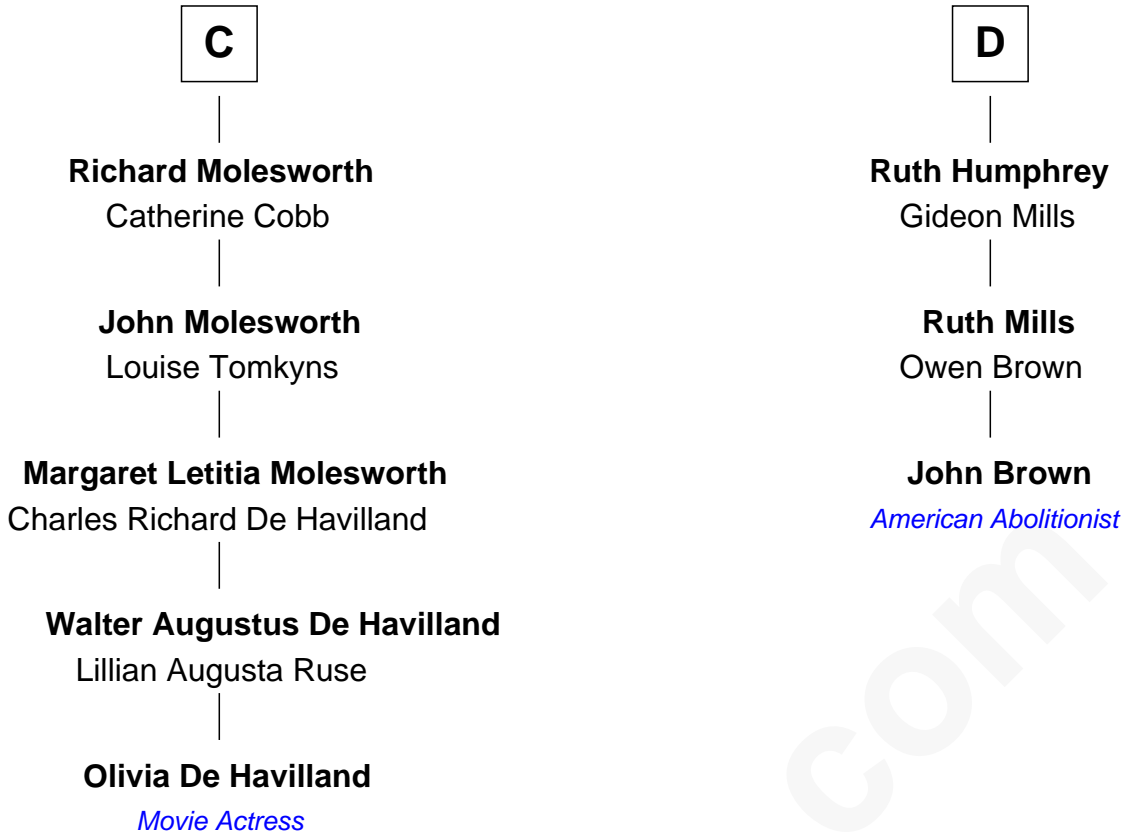 C
Richard Molesworth
Catherine Cobb
John Molesworth
Louise Tomkyns
Margaret Letitia Molesworth
Charles Richard De Havilland
Walter Augustus De Havilland
Lillian Augusta Ruse
Olivia De Havilland
Movie Actress
D
Ruth Humphrey
Gideon Mills
Ruth Mills
Owen Brown
John Brown
American Abolitionist
com